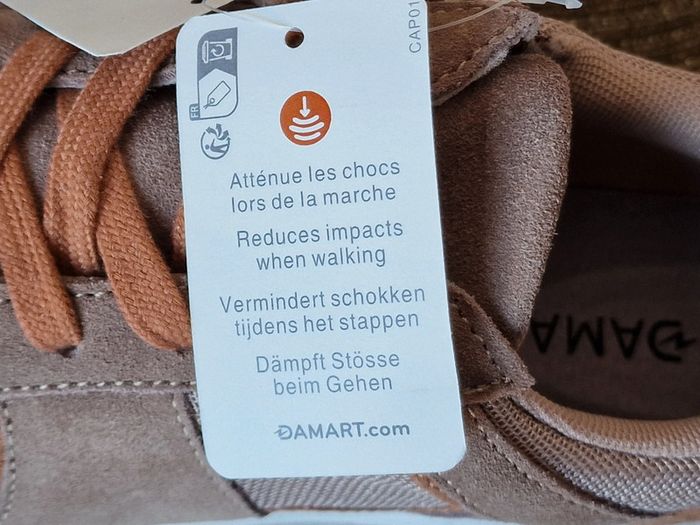 CAP01
FR
Atténue les chocs
lors de la marche
Reduces impacts
when walking
Vermindert schokken
tijdens het stappen
Dämpft Stösse
beim Gehen
DAMART.com
DAMA